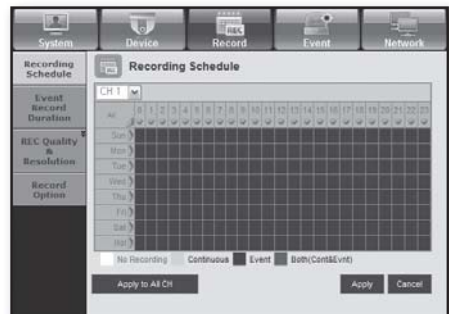 System Device Record Event Network
REC
Recording Schedule
Event Record Duration
REC Quality & Resolution
Record Option
Recording Schedule
CH 1
All 0 1 2 3 4 5 6 7 8 9 10 11 12 13 14 15 16 17 18 19 20 21 22 23
Sun
Mon
Tue
Wed
Thu
Fri
Sat
Hol
No Recording Continuous Event Both(Cont&Evnt)
Apply to All CH Apply Cancel